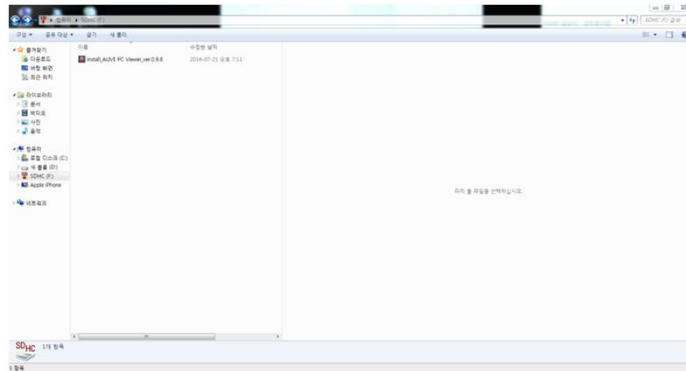 컴퓨터 ▸ SDHC (F:)
SDHC (F:) 검색
구성 ▾ 공유 대상 ▾ 굽기 새 폴더
이름 수정한 날짜
install_ALIVE PC Viewer_ver 0.9.8 2016-07-21 오후 7:11
즐겨찾기
다운로드
바탕 화면
최근 위치
라이브러리
문서
비디오
사진
음악
컴퓨터
로컬 디스크 (C:)
새 볼륨 (D:)
SDHC (F:)
Apple iPhone
네트워크
미리 볼 파일을 선택하십시오.
SDHC 1개 항목
1 항목